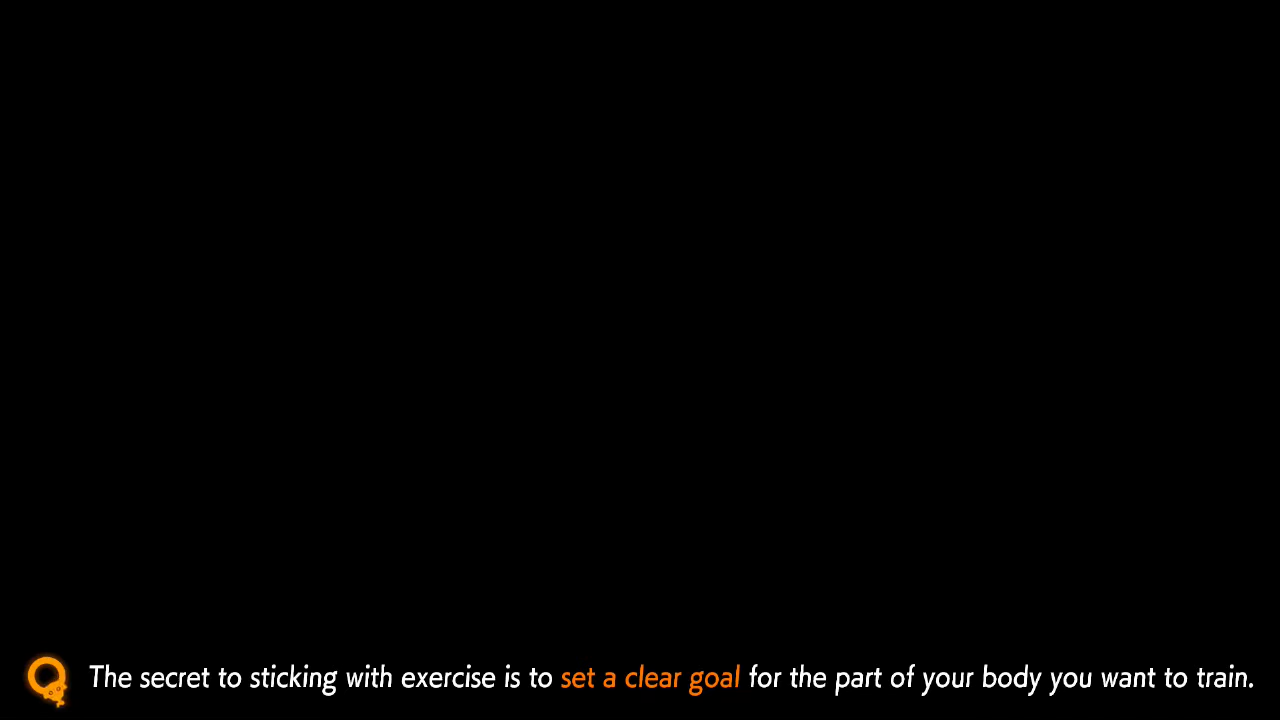 The secret to sticking with exercise is to set a clear goal for the part of your body you want to train.